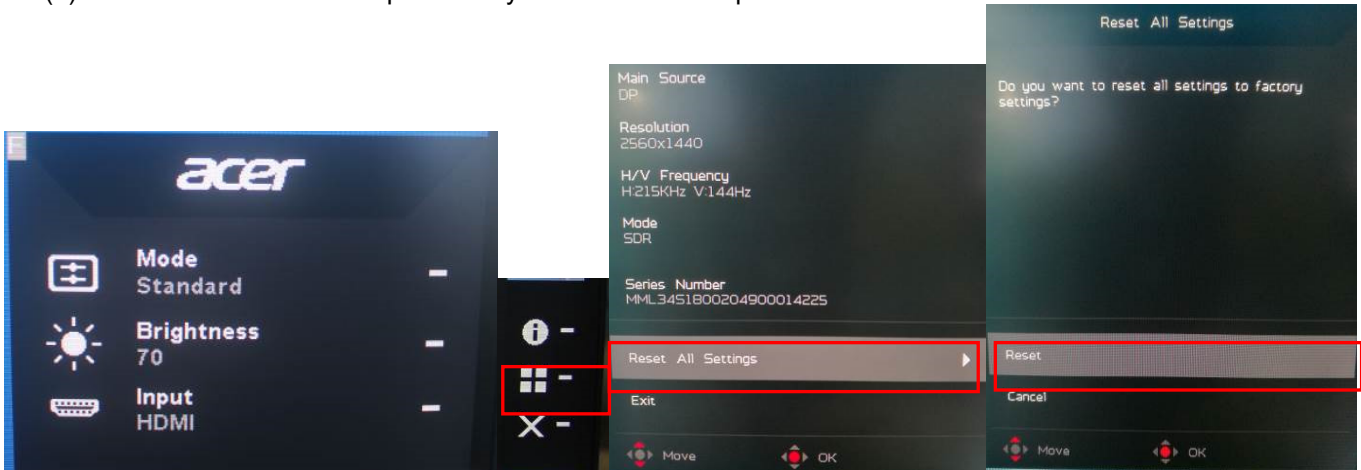 acer
Mode
Standard
Brightness
70
Input
HDMI
Main Source
DP
Resolution
2560x1440
H/V Frequency
H:215KHz V:144Hz
Mode
SDR
Series Number
MML3451800204900014225
Reset All Settings
Exit
Move OK
Reset All Settings
Do you want to reset all settings to factory
settings?
Reset
Cancel
Move OK